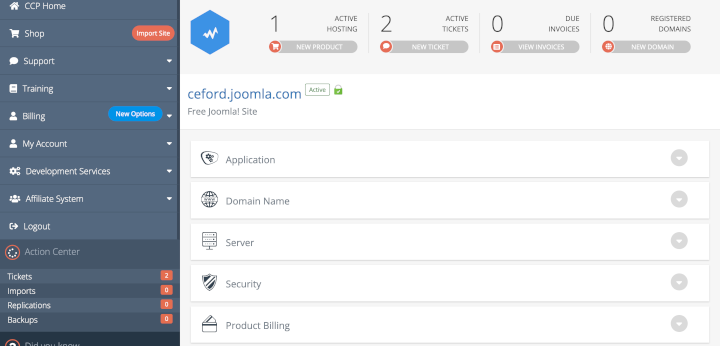 CCP Home
Shop
Import Site
Support
Training
Billing
New Options
My Account
Development Services
Affiliate System
Logout
Action Center
Tickets 2
Imports 0
Replications 0
Backups 0
Did you know
1
ACTIVE
HOSTING
NEW PRODUCT
2
ACTIVE
TICKETS
NEW TICKET
0
DUE
INVOICES
VIEW INVOICES
0
REGISTERED
DOMAINS
NEW DOMAIN
ceford.joomla.com Active
Free Joomla! Site
Application
Domain Name
Server
Security
Product Billing